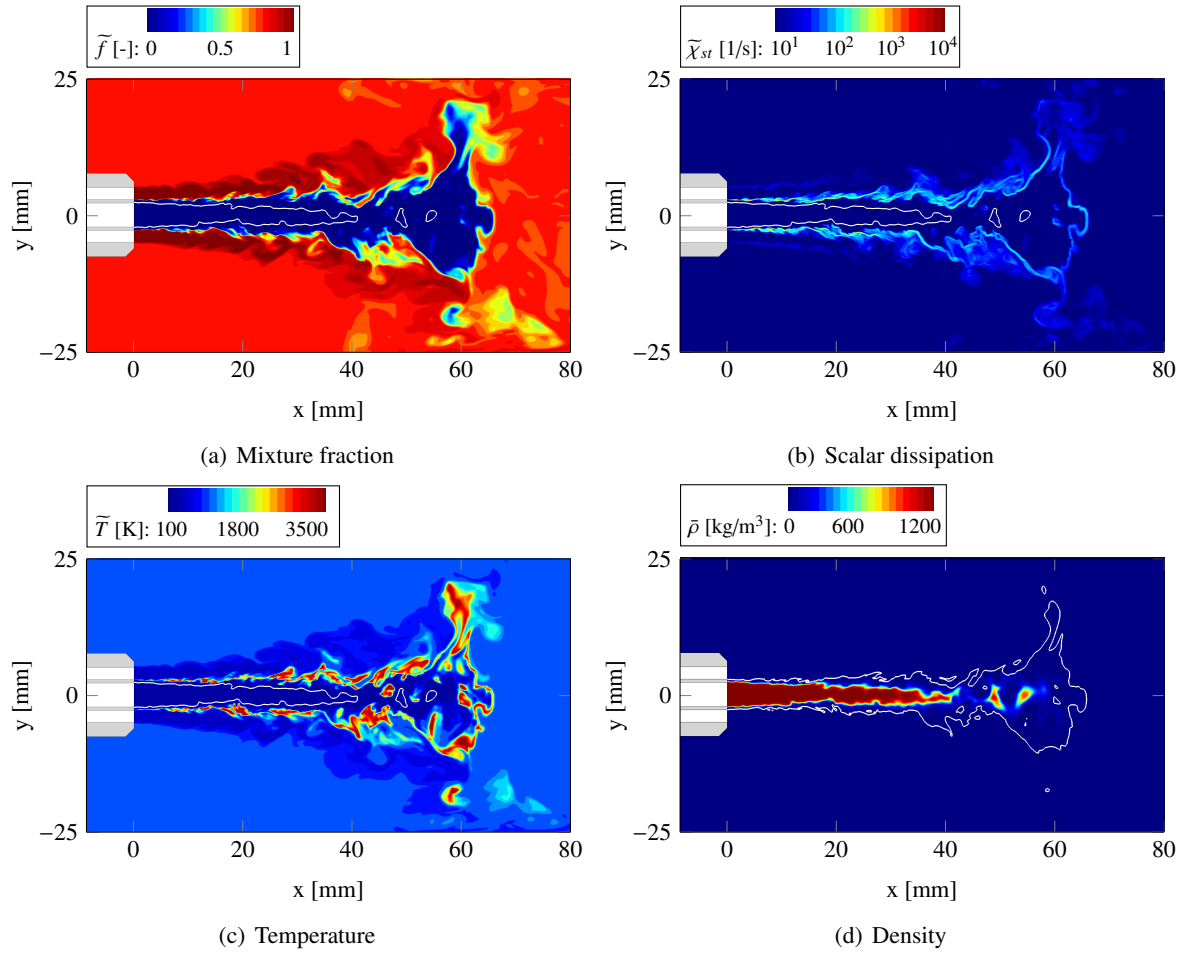 f̃ [-]: 0 0.5 1
χ̃st [1/s]: 10¹ 10² 10³ 10⁴
25
0
−25
y [mm]
0 20 40 60 80
x [mm]
(a) Mixture fraction
25
0
−25
y [mm]
0 20 40 60 80
x [mm]
(b) Scalar dissipation
T̃ [K]: 100 1800 3500
ρ̄ [kg/m³]: 0 600 1200
25
0
−25
y [mm]
0 20 40 60 80
x [mm]
(c) Temperature
25
0
−25
y [mm]
0 20 40 60 80
x [mm]
(d) Density